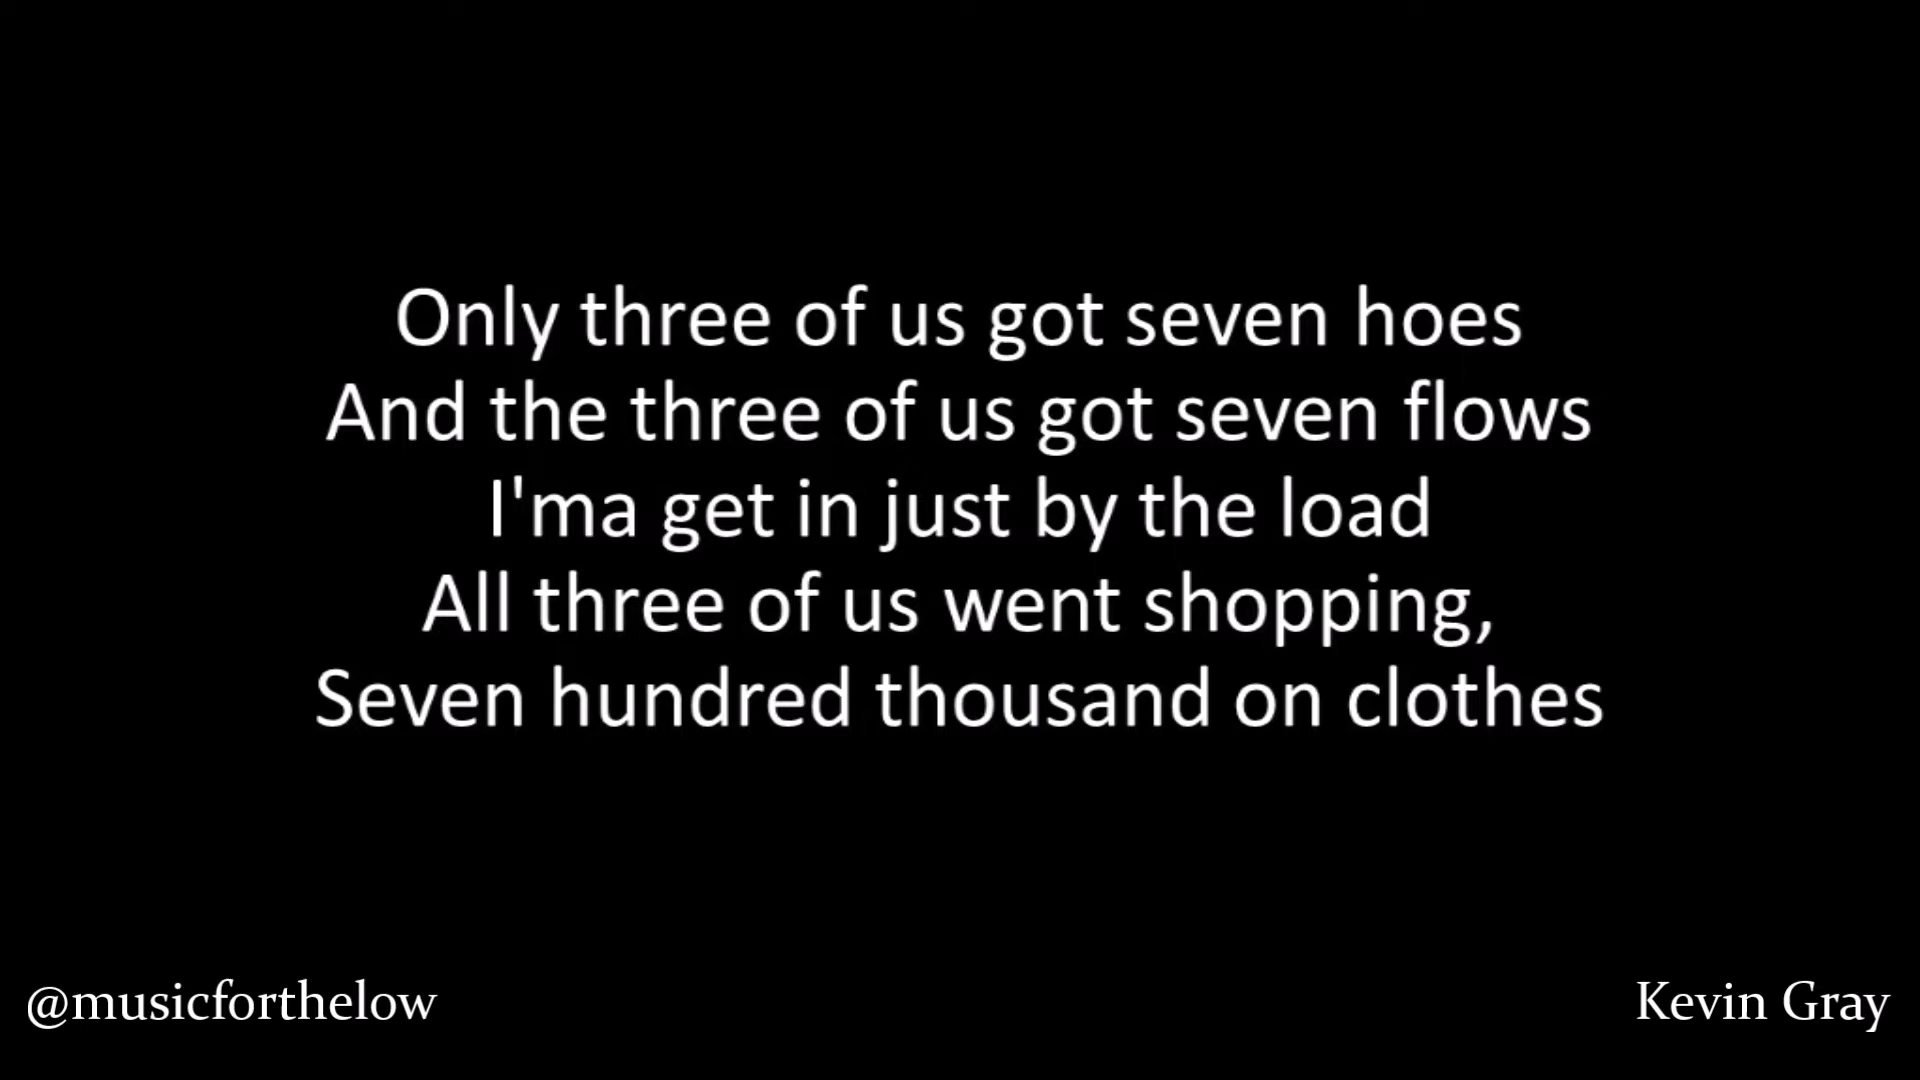 Only three of us got seven hoes
And the three of us got seven flows
I'ma get in just by the load
All three of us went shopping,
Seven hundred thousand on clothes
@musicforthelow
Kevin Gray